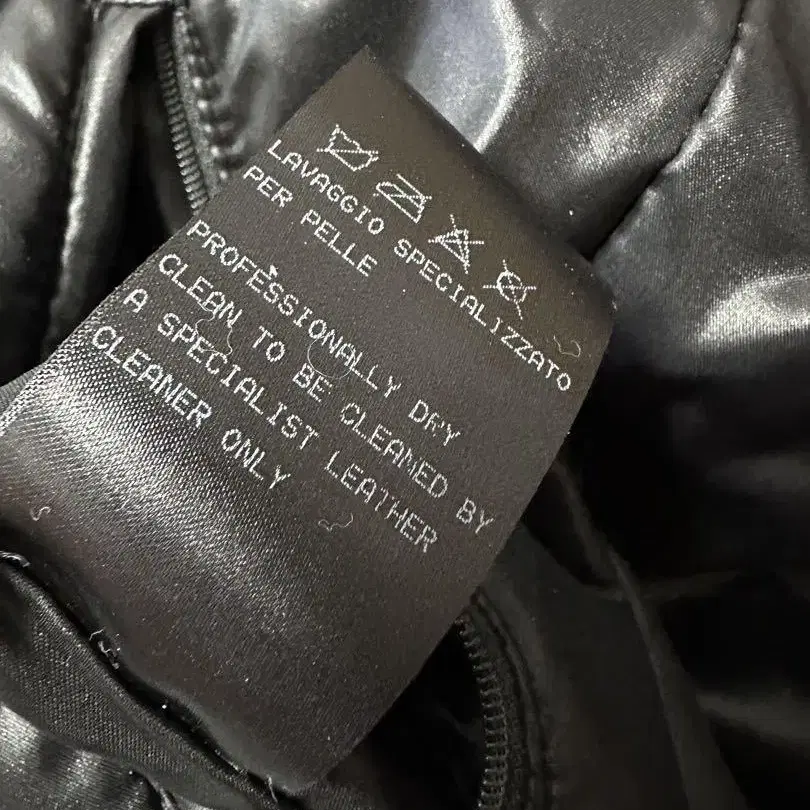 LAVAGGIO SPECIALIZZATO
PER PELLE
PROFESSIONALLY DRY
CLEAN TO BE CLEANED BY
A SPECIALIST LEATHER
CLEANER ONLY